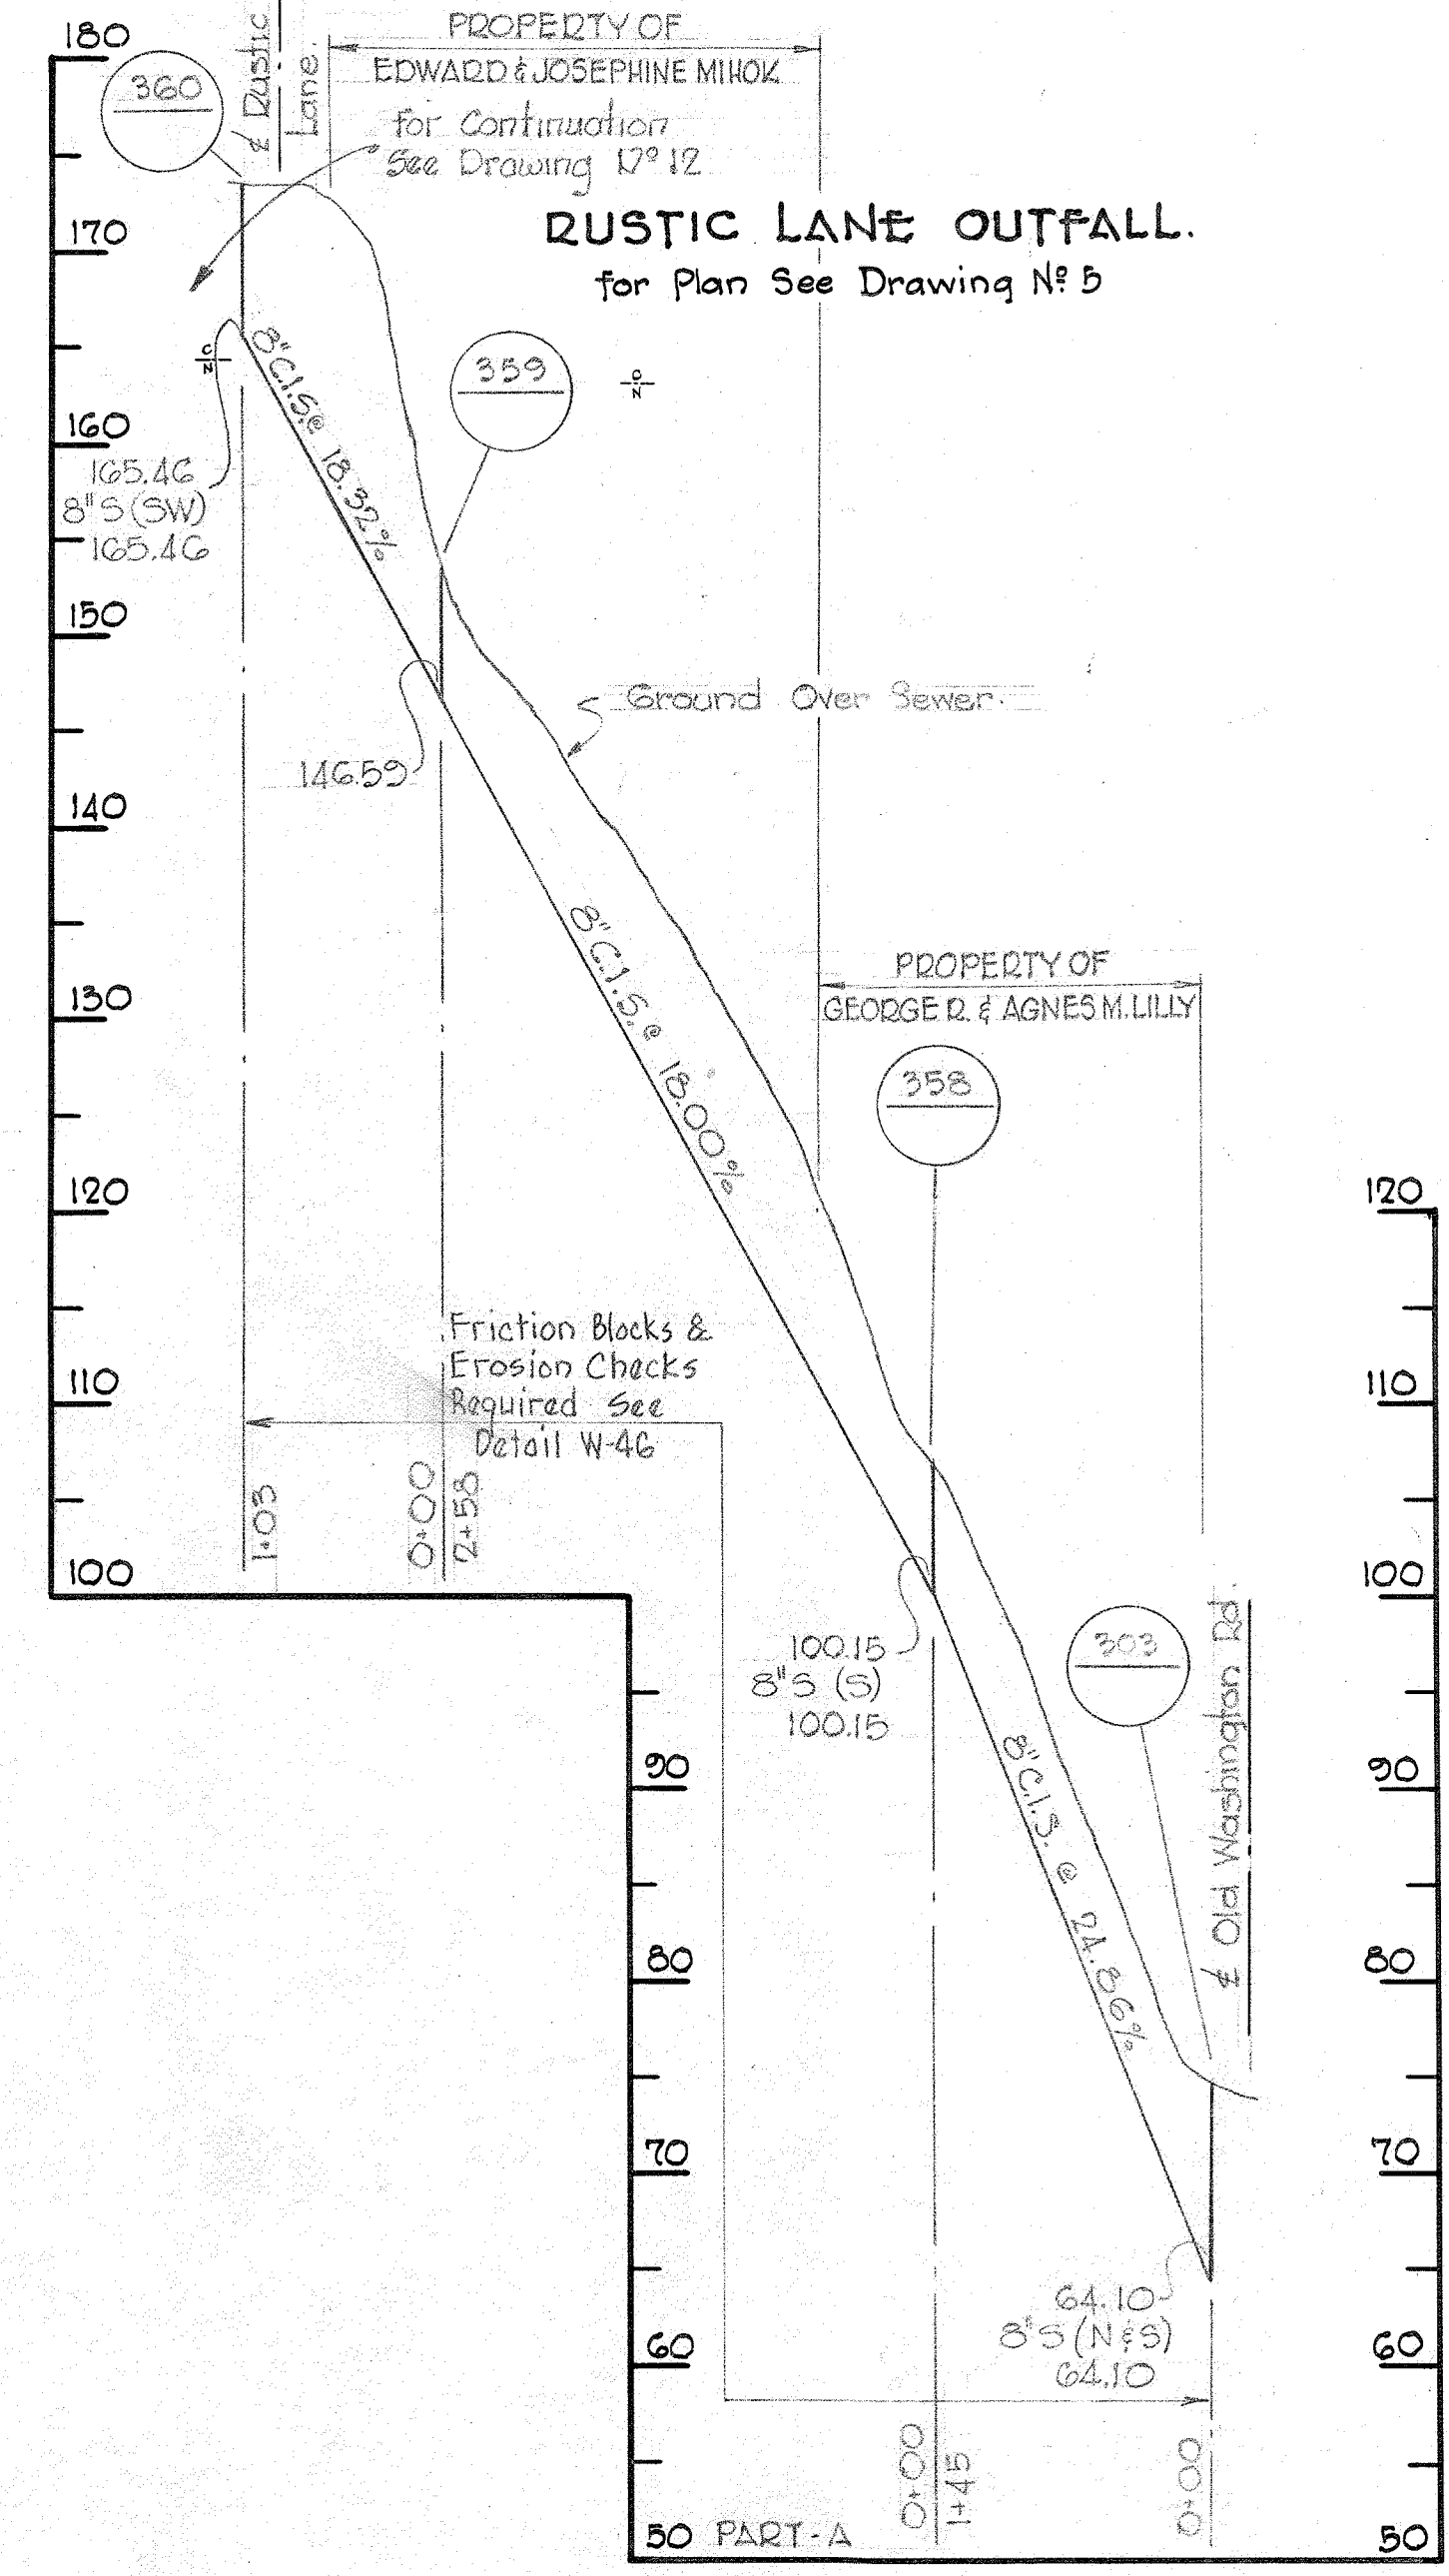 180
360
℄ Rustic
Lane.
PROPERTY OF
EDWARD & JOSEPHINE MIHOK
for Continuation
See Drawing Nº 12
RUSTIC LANE OUTFALL.
for Plan See Drawing Nº 5
170
C
N
8" C.I.S. @ 18.32%
359
C
N
160
165.46
8" S (SW)
165.46
150
Ground Over Sewer.
146.59
140
8" C.I.S. @ 18.00%
130
PROPERTY OF
GEORGE R. & AGNES M. LILLY
358
120
120
Friction Blocks &
Erosion Checks
Required See
Detail W-46
110
110
1+03
0+00
2+58
100
100
100.15
8" S (S)
100.15
303
℄ Old Washington Rd.
8" C.I.S. @ 24.86%
90
90
80
80
70
70
64.10
8" S (N & S)
64.10
60
60
0+00
1+45
0+00
50
PART-A
50